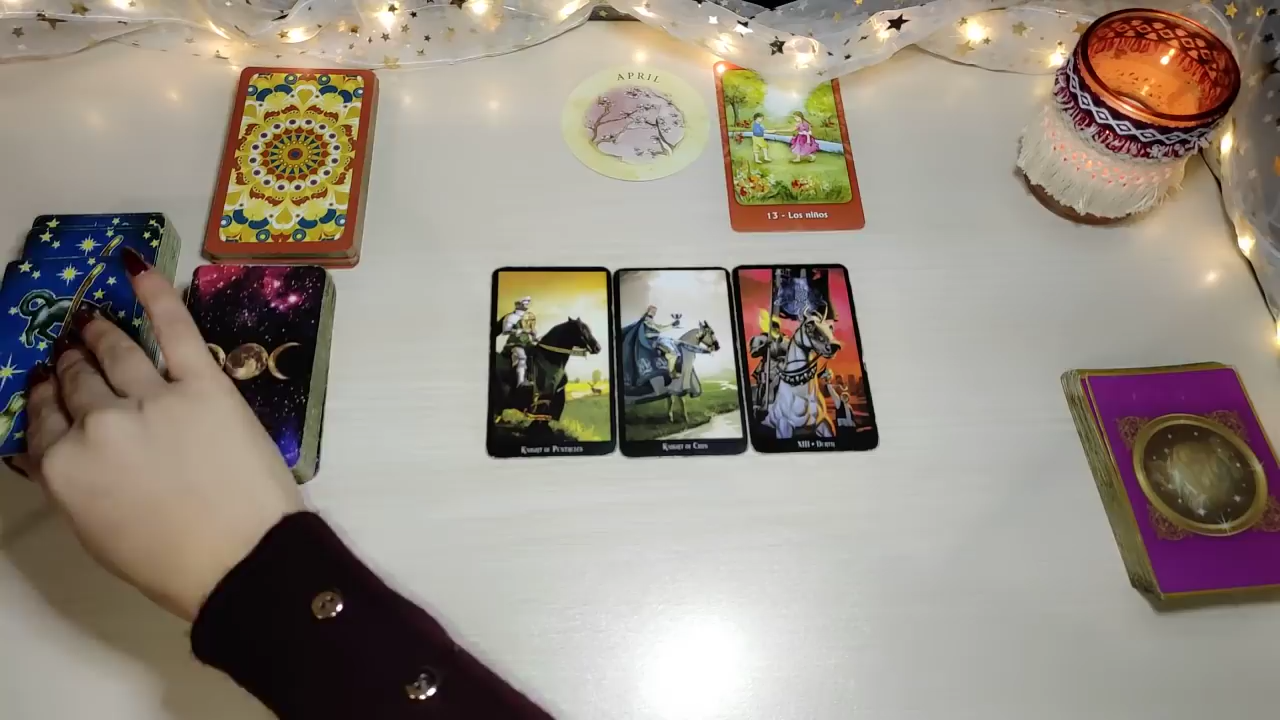 APRIL
13 - Los niños
Knight of Pentacles
Knight of Cups
XIII • Death